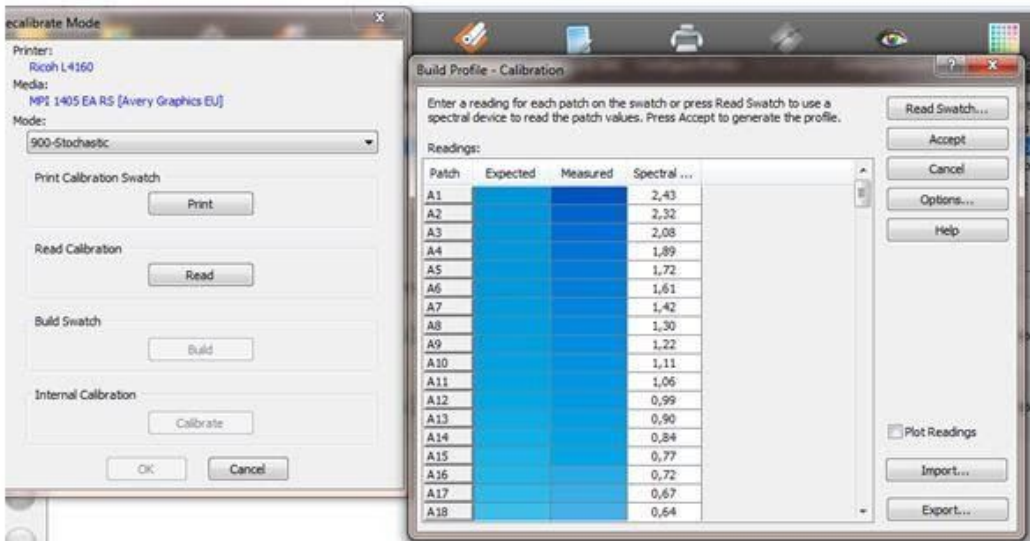 ecalibrate Mode
Printer:
Ricoh L4160
Media:
MPI 1405 EA RS [Avery Graphics EU]
Mode:
900-Stochastic
Print Calibration Swatch
Print
Read Calibration
Read
Build Swatch
Build
Internal Calibration
Calibrate
OK
Cancel
Build Profile - Calibration
Enter a reading for each patch on the swatch or press Read Swatch to use a
spectral device to read the patch values. Press Accept to generate the profile.
Readings:
Patch Expected Measured Spectral ...
A1 2,43
A2 2,32
A3 2,08
A4 1,89
A5 1,72
A6 1,61
A7 1,42
A8 1,30
A9 1,22
A10 1,11
A11 1,06
A12 0,99
A13 0,90
A14 0,84
A15 0,77
A16 0,72
A17 0,67
A18 0,64
Read Swatch...
Accept
Cancel
Options...
Help
Plot Readings
Import...
Export...